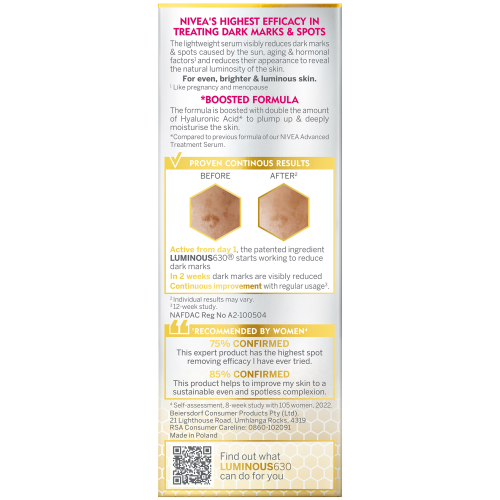 NIVEA'S HIGHEST EFFICACY IN
TREATING DARK MARKS & SPOTS
The lightweight serum visibly reduces dark marks
& spots caused by the sun, aging & hormonal
factors¹ and reduces their appearance to reveal
the natural luminosity of the skin.
For even, brighter & luminous skin.
¹ Like pregnancy and menopause
*BOOSTED FORMULA
The formula is boosted with double the amount
of Hyaluronic Acid* to plump up & deeply
moisturise the skin.
*Compared to previous formula of our NIVEA Advanced
Treatment Serum.
PROVEN CONTINOUS RESULTS
BEFORE AFTER²
Active from day 1, the patented ingredient
LUMINOUS630® starts working to reduce
dark marks
In 2 weeks dark marks are visibly reduced
Continuous improvement with regular usage³.
² Individual results may vary.
³ 12-week study.
NAFDAC Reg No A2-100504
"RECOMMENDED BY WOMEN⁴
75% CONFIRMED
This expert product has the highest spot
removing efficacy I have ever tried.
85% CONFIRMED
This product helps to improve my skin to a
sustainable even and spotless complexion.
⁴ Self-assessment, 8-week study with 105 women, 2022.
Beiersdorf Consumer Products Pty (Ltd).
21 Lighthouse Road, Umhlanga Rocks, 4319
RSA Consumer Careline: 0860-102091
Made in Poland
Find out what
LUMINOUS630
can do for you